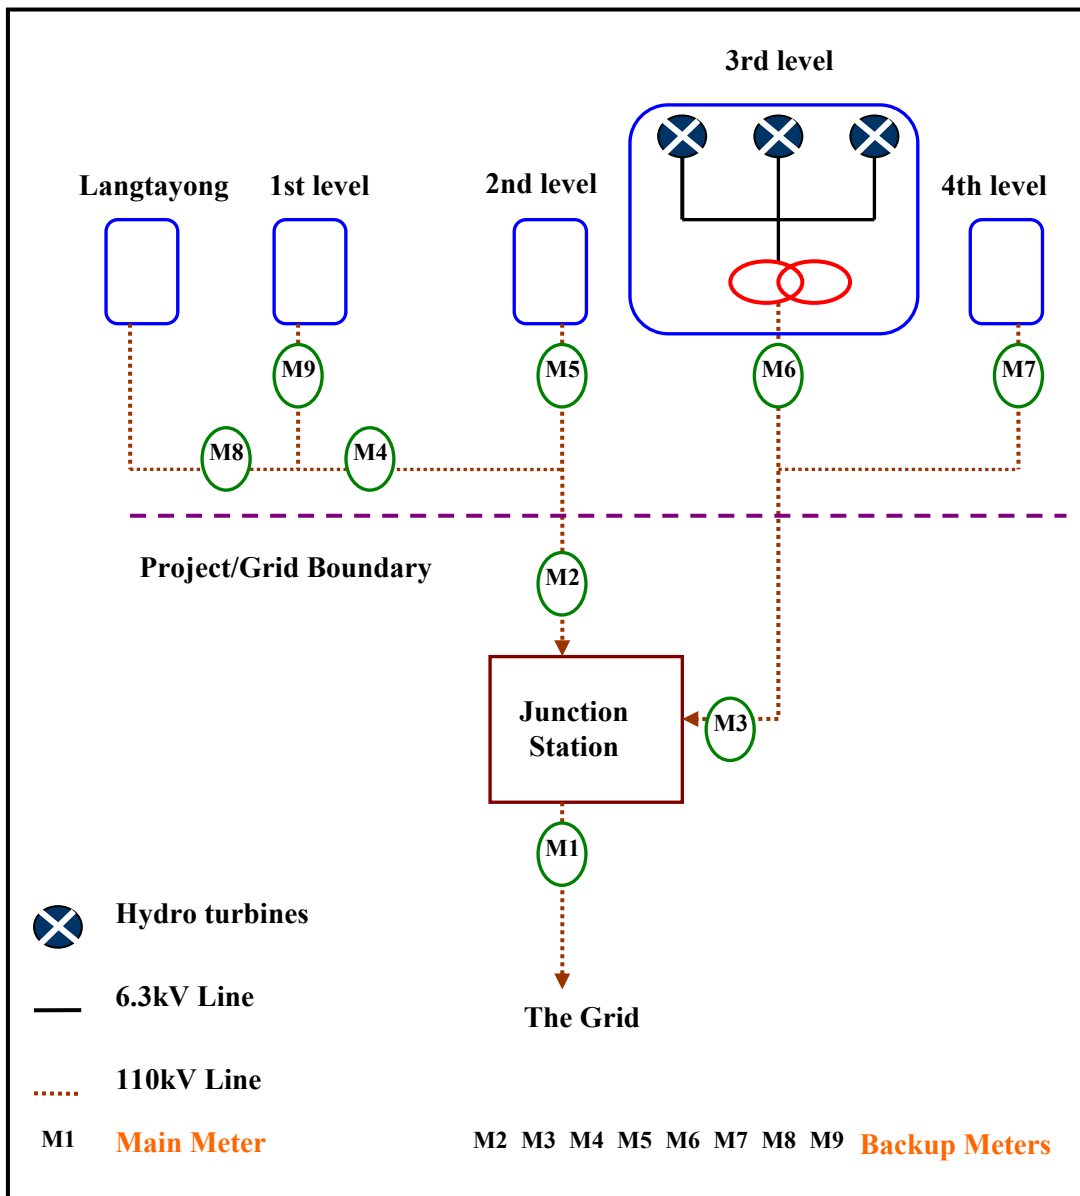 3rd level
Langtayong 1st level 2nd level 4th level
M9 M5 M6 M7
M8 M4
Project/Grid Boundary
M2
Junction
Station
M3
M1
Hydro turbines
6.3kV Line
The Grid
110kV Line
M1 Main Meter M2 M3 M4 M5 M6 M7 M8 M9 Backup Meters